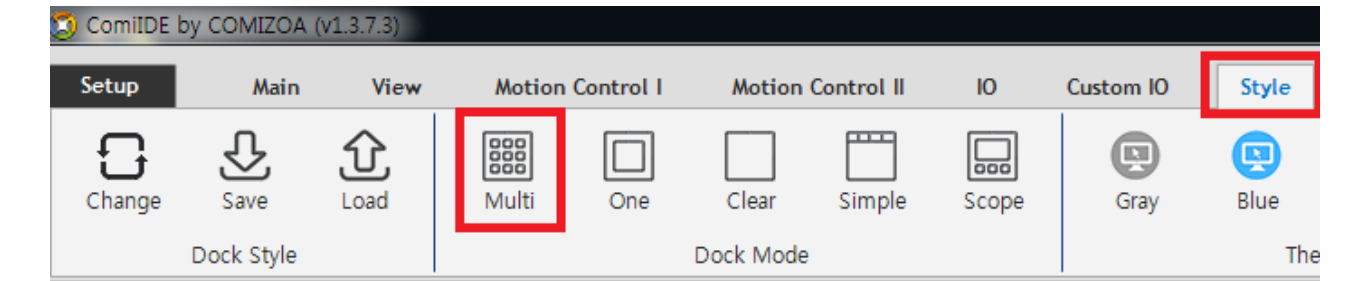 ComiIDE by COMIZOA (v1.3.7.3)
Setup Main View Motion Control I Motion Control II IO Custom IO Style
Change Save Load Multi One Clear Simple Scope Gray Blue
Dock Style Dock Mode The